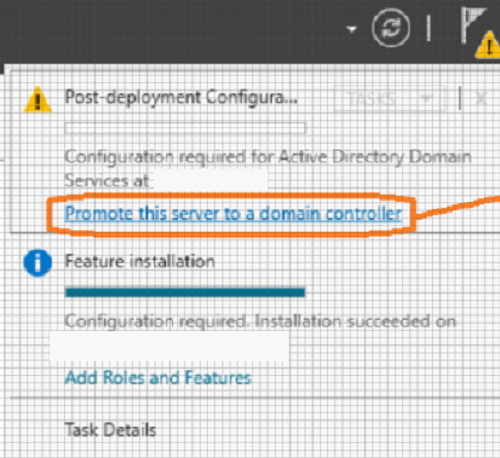 Post-deployment Configura...
TASKS
Configuration required for Active Directory Domain
Services at
Promote this server to a domain controller
Feature installation
Configuration required. Installation succeeded on
Add Roles and Features
Task Details